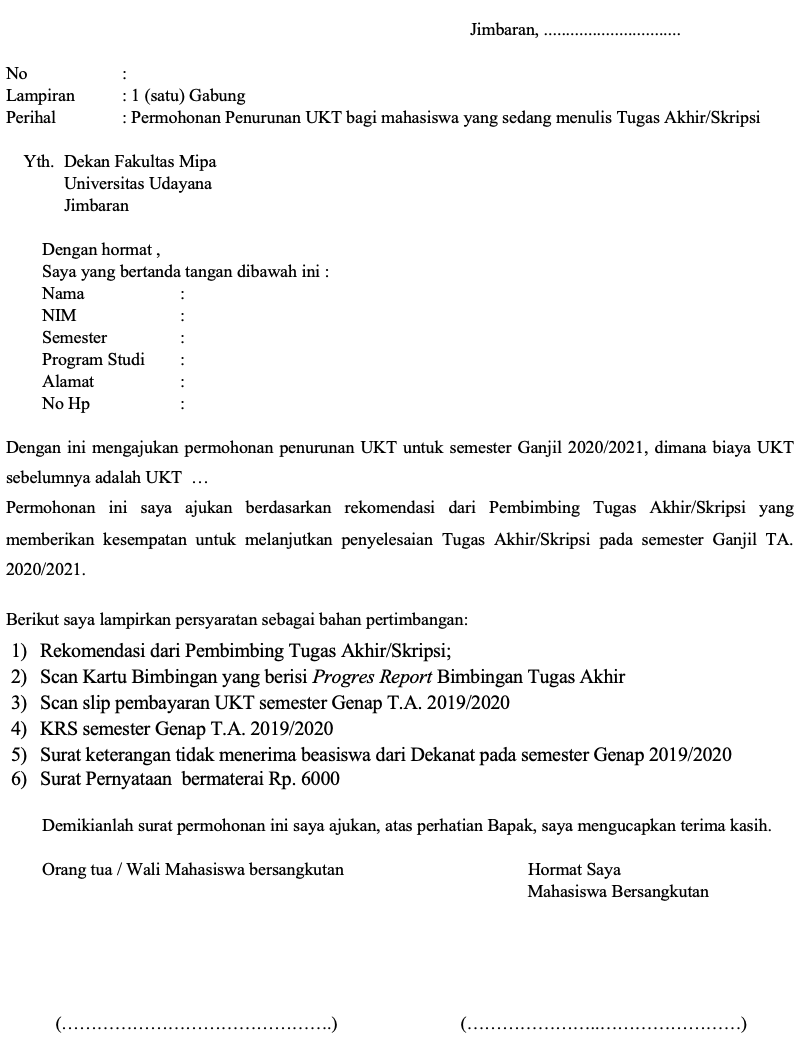 Jimbaran, ...............................
No :
Lampiran : 1 (satu) Gabung
Perihal : Permohonan Penurunan UKT bagi mahasiswa yang sedang menulis Tugas Akhir/Skripsi
Yth. Dekan Fakultas Mipa
Universitas Udayana
Jimbaran
Dengan hormat ,
Saya yang bertanda tangan dibawah ini :
Nama :
NIM :
Semester :
Program Studi :
Alamat :
No Hp :
Dengan ini mengajukan permohonan penurunan UKT untuk semester Ganjil 2020/2021, dimana biaya UKT
sebelumnya adalah UKT …
Permohonan ini saya ajukan berdasarkan rekomendasi dari Pembimbing Tugas Akhir/Skripsi yang
memberikan kesempatan untuk melanjutkan penyelesaian Tugas Akhir/Skripsi pada semester Ganjil TA.
2020/2021.
Berikut saya lampirkan persyaratan sebagai bahan pertimbangan:
1) Rekomendasi dari Pembimbing Tugas Akhir/Skripsi;
2) Scan Kartu Bimbingan yang berisi Progres Report Bimbingan Tugas Akhir
3) Scan slip pembayaran UKT semester Genap T.A. 2019/2020
4) KRS semester Genap T.A. 2019/2020
5) Surat keterangan tidak menerima beasiswa dari Dekanat pada semester Genap 2019/2020
6) Surat Pernyataan bermaterai Rp. 6000
Demikianlah surat permohonan ini saya ajukan, atas perhatian Bapak, saya mengucapkan terima kasih.
Orang tua / Wali Mahasiswa bersangkutan Hormat Saya
Mahasiswa Bersangkutan
(……………………………………….) (…………………..……………………)